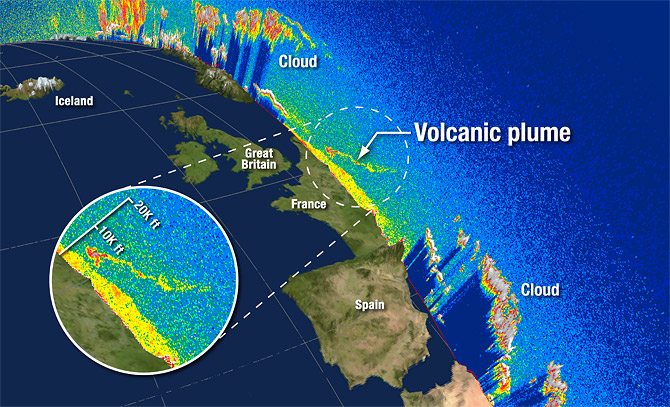 Cloud
Iceland
Volcanic plume
Great
Britain
France
20K ft
10K ft
Cloud
Spain